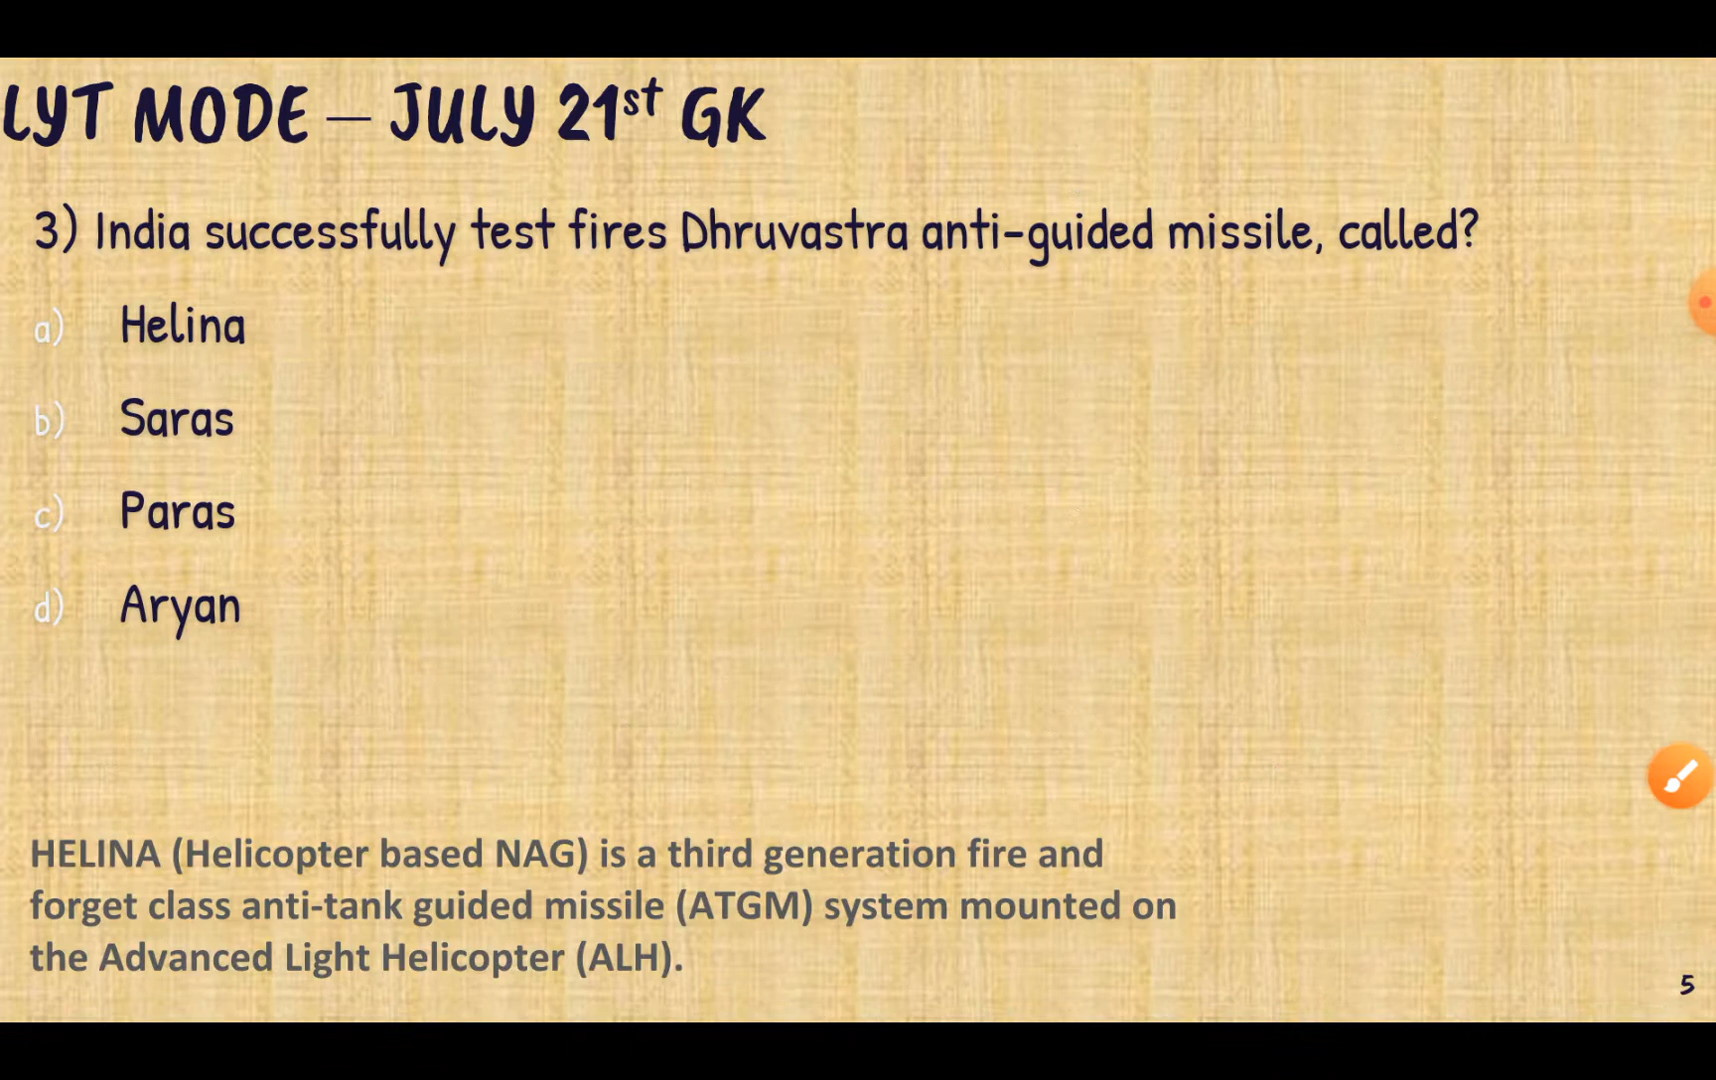 LYT MODE – JULY 21st GK
3) India successfully test fires Dhruvastra anti-guided missile, called?
a) Helina
b) Saras
c) Paras
d) Aryan
HELINA (Helicopter based NAG) is a third generation fire and
forget class anti-tank guided missile (ATGM) system mounted on
the Advanced Light Helicopter (ALH).
5